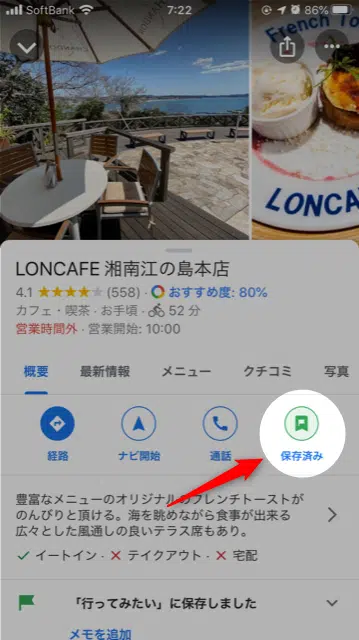 SoftBank 7:22 86%
French To
LONCAFE
LONCAFE 湘南江の島本店
4.1 ★★★★★ (558)・おすすめ度: 80%
カフェ・喫茶・お手頃・52 分
営業時間外・営業開始: 10:00
概要 最新情報 メニュー クチコミ 写真
経路 ナビ開始 通話 保存済み
豊富なメニューのオリジナルのフレンチトーストが
のんびりと頂ける。海を眺めながら食事が出来る
広々とした風通しの良いテラス席もあり。
✓ イートイン・✕ テイクアウト・✕ 宅配
「行ってみたい」に保存しました
メモを追加